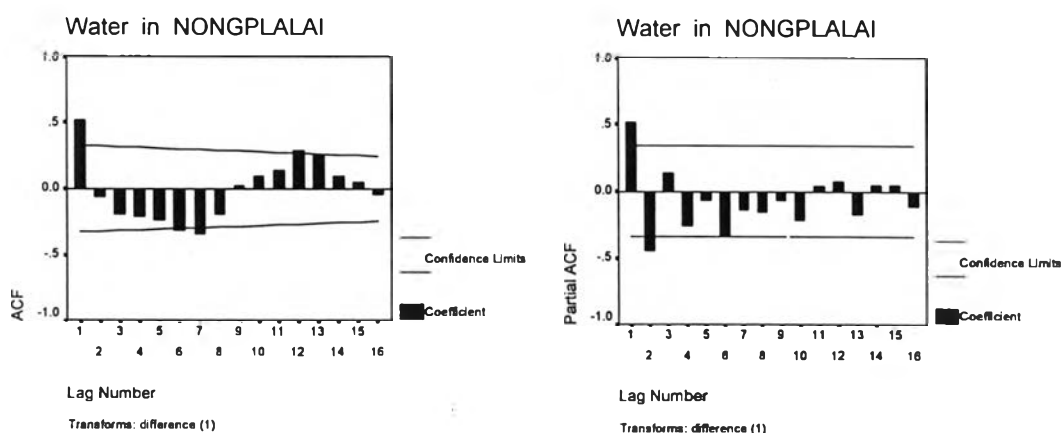 Water in NONGPLALAI
1.0
.5
0.0
-.5
-1.0
ACF
1 3 5 7 9 11 13 15
2 4 6 8 10 12 14 16
Confidence Limits
Coefficient
Lag Number
Transforms: difference (1)
Water in NONGPLALAI
1.0
.5
0.0
-.5
-1.0
Partial ACF
1 3 5 7 9 11 13 15
2 4 6 8 10 12 14 16
Confidence Limits
Coefficient
Lag Number
Transforms: difference (1)